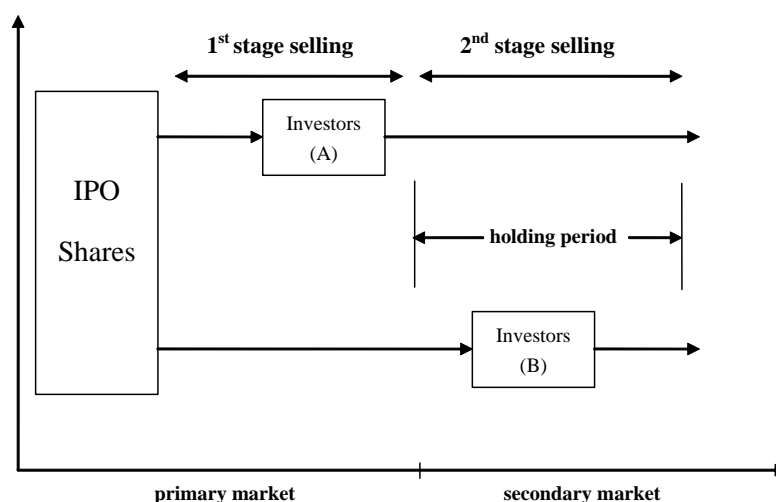 1st stage selling
2nd stage selling
Investors
(A)
IPO
Shares
holding period
Investors
(B)
primary market
secondary market